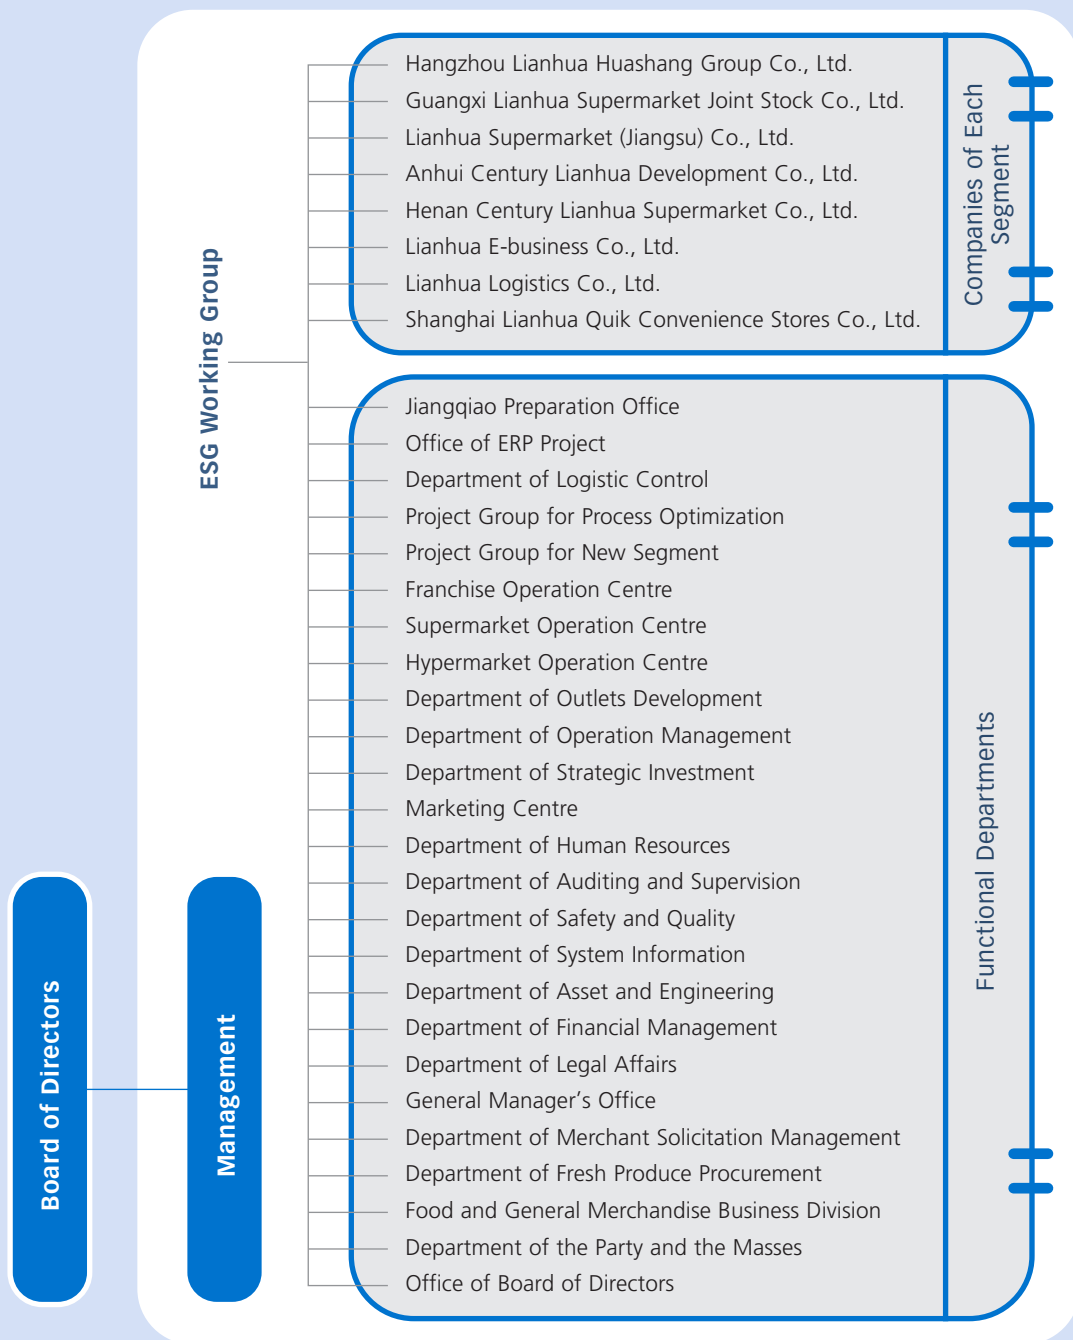 Board of Directors
Management
ESG Working Group
Hangzhou Lianhua Huashang Group Co., Ltd.
Guangxi Lianhua Supermarket Joint Stock Co., Ltd.
Lianhua Supermarket (Jiangsu) Co., Ltd.
Anhui Century Lianhua Development Co., Ltd.
Henan Century Lianhua Supermarket Co., Ltd.
Lianhua E-business Co., Ltd.
Lianhua Logistics Co., Ltd.
Shanghai Lianhua Quik Convenience Stores Co., Ltd.
Companies of Each
Segment
Jiangqiao Preparation Office
Office of ERP Project
Department of Logistic Control
Project Group for Process Optimization
Project Group for New Segment
Franchise Operation Centre
Supermarket Operation Centre
Hypermarket Operation Centre
Department of Outlets Development
Department of Operation Management
Department of Strategic Investment
Marketing Centre
Department of Human Resources
Department of Auditing and Supervision
Department of Safety and Quality
Department of System Information
Department of Asset and Engineering
Department of Financial Management
Department of Legal Affairs
General Manager’s Office
Department of Merchant Solicitation Management
Department of Fresh Produce Procurement
Food and General Merchandise Business Division
Department of the Party and the Masses
Office of Board of Directors
Functional Departments